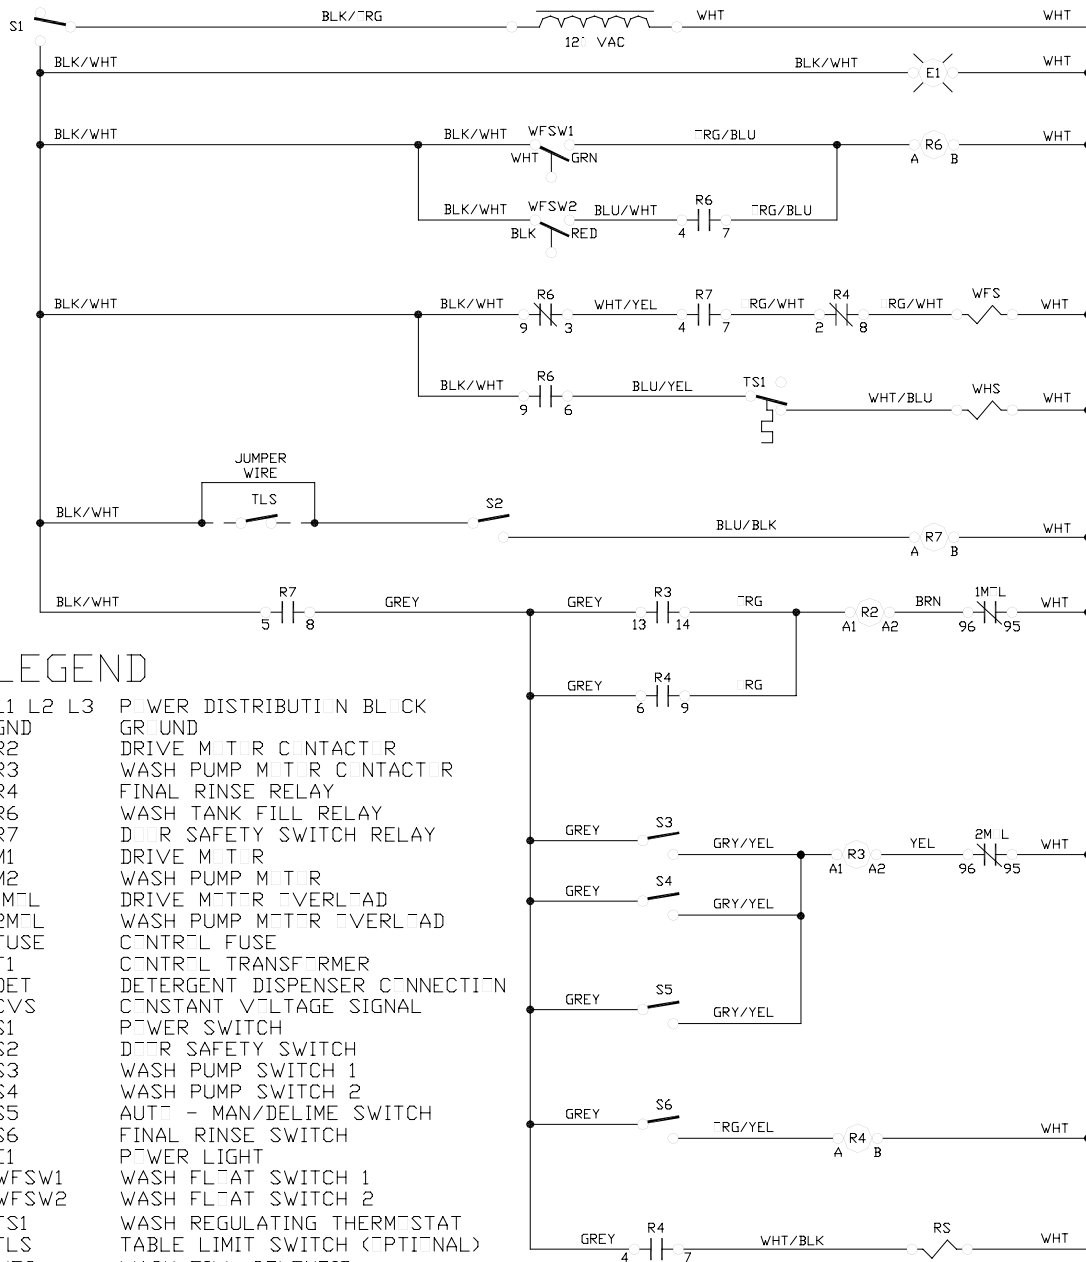 S1 BLK/ORG WHT WHT
120 VAC
BLK/WHT BLK/WHT E1 WHT
BLK/WHT BLK/WHT WFSW1 ORG/BLU R6 WHT
WHT GRN A B
BLK/WHT WFSW2 BLU/WHT R6 ORG/BLU
BLK RED 4 7
BLK/WHT BLK/WHT R6 WHT/YEL R7 ORG/WHT R4 ORG/WHT WFS WHT
9 3 4 7 2 8
BLK/WHT R6 BLU/YEL TS1 WHT/BLU WHS WHT
9 6
JUMPER
WIRE
BLK/WHT TLS S2 BLU/BLK R7 WHT
A B
BLK/WHT R7 GREY GREY R3 ORG R2 BRN 1MOL WHT
5 8 13 14 A1 A2 96 95
GREY R4 ORG
6 9
GREY S3 GRY/YEL R3 YEL 2MOL WHT
A1 A2 96 95
GREY S4 GRY/YEL
GREY S5 GRY/YEL
GREY S6 ORG/YEL R4 WHT
A B
GREY R4 WHT/BLK RS WHT
4 7
LEGEND
L1 L2 L3 POWER DISTRIBUTION BLOCK
GND GROUND
R2 DRIVE MOTOR CONTACTOR
R3 WASH PUMP MOTOR CONTACTOR
R4 FINAL RINSE RELAY
R6 WASH TANK FILL RELAY
R7 DOOR SAFETY SWITCH RELAY
M1 DRIVE MOTOR
M2 WASH PUMP MOTOR
1MOL DRIVE MOTOR OVERLOAD
2MOL WASH PUMP MOTOR OVERLOAD
FUSE CONTROL FUSE
T1 CONTROL TRANSFORMER
DET DETERGENT DISPENSER CONNECTION
CVS CONSTANT VOLTAGE SIGNAL
S1 POWER SWITCH
S2 DOOR SAFETY SWITCH
S3 WASH PUMP SWITCH 1
S4 WASH PUMP SWITCH 2
S5 AUTO - MAN/DELIME SWITCH
S6 FINAL RINSE SWITCH
E1 POWER LIGHT
WFSW1 WASH FLOAT SWITCH 1
WFSW2 WASH FLOAT SWITCH 2
TS1 WASH REGULATING THERMOSTAT
TLS TABLE LIMIT SWITCH (OPTIONAL)